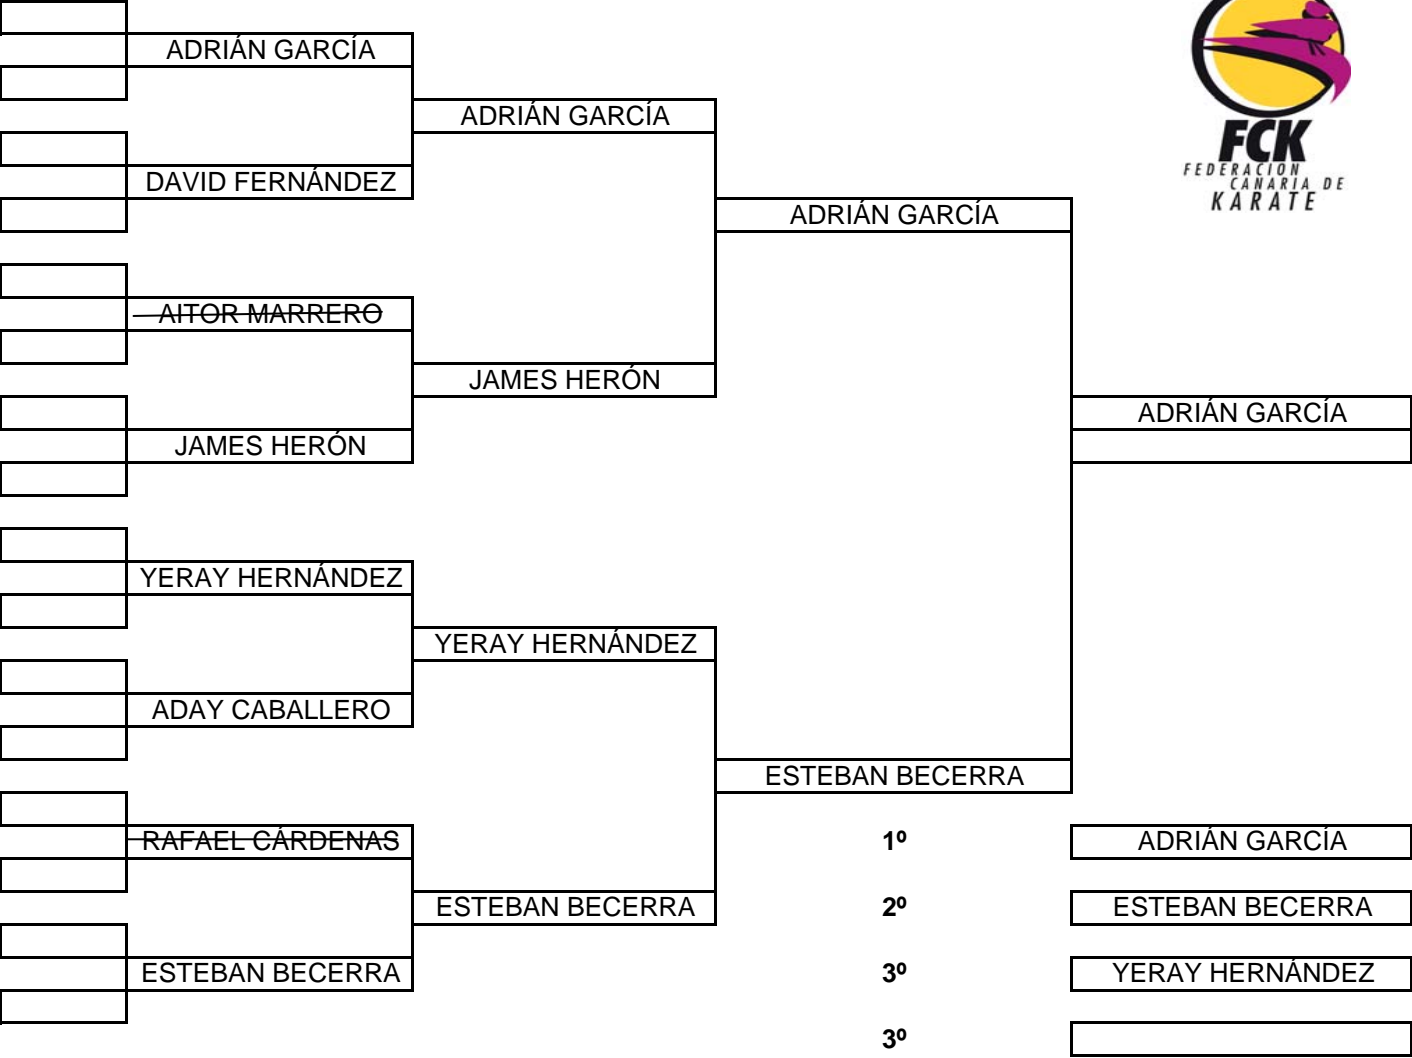 ADRIÁN GARCÍA
ADRIÁN GARCÍA
FCK
FEDERACIÓN
CANARIA DE
KARATE
DAVID FERNÁNDEZ
ADRIÁN GARCÍA
AITOR MARRERO
JAMES HERÓN
ADRIÁN GARCÍA
JAMES HERÓN
YERAY HERNÁNDEZ
YERAY HERNÁNDEZ
ADAY CABALLERO
ESTEBAN BECERRA
RAFAEL CÁRDENAS
1º ADRIÁN GARCÍA
ESTEBAN BECERRA
2º ESTEBAN BECERRA
ESTEBAN BECERRA
3º YERAY HERNÁNDEZ
3º